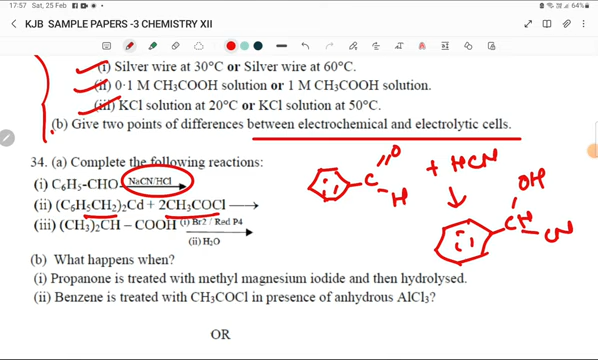 17:57 Sat, 25 Feb 64%
KJB SAMPLE PAPERS -3 CHEMISTRY XII
(i) Silver wire at 30°C or Silver wire at 60°C.
(ii) 0·1 M CH₃COOH solution or 1 M CH₃COOH solution.
(iii) KCl solution at 20°C or KCl solution at 50°C.
(b) Give two points of differences between electrochemical and electrolytic cells.
34. (a) Complete the following reactions:
(i) C₆H₅-CHO NaCN/HCl
(ii) (C₆H₅CH₂)₂Cd + 2CH₃COCl ⟶
(iii) (CH₃)₂CH – COOH (i) Br2 / Red P4
(ii) H₂O
C O H + HCN
OH
CH CN
(b) What happens when?
(i) Propanone is treated with methyl magnesium iodide and then hydrolysed.
(ii) Benzene is treated with CH₃COCl in presence of anhydrous AlCl₃?
OR